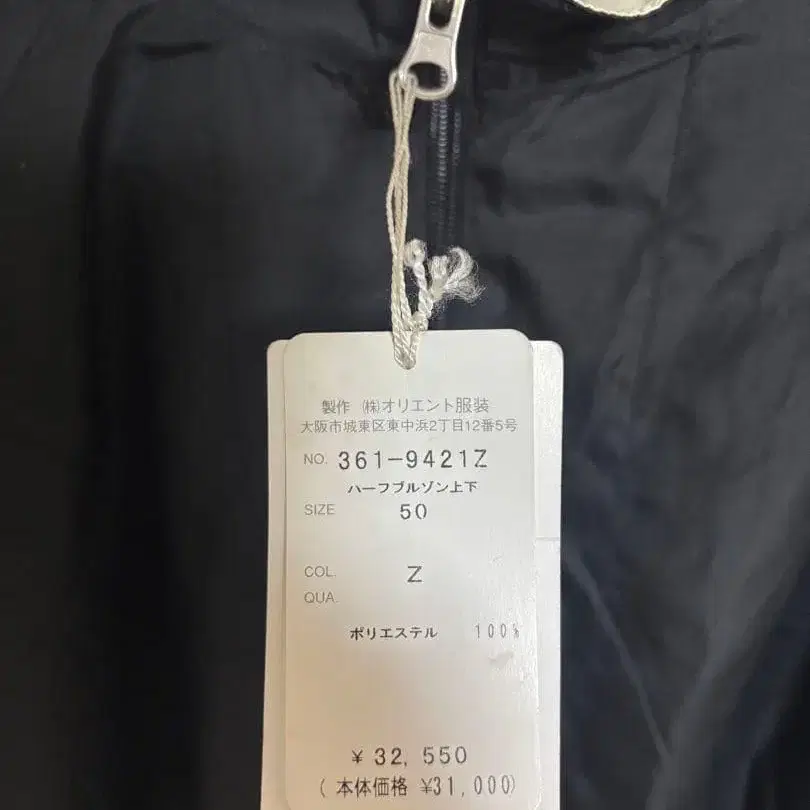 製作 (株)オリエント服装
大阪市城東区東中浜2丁目12番5号
NO. 361-9421Z
ハーフブルゾン上下
SIZE 50
COL. Z
QUA.
ポリエステル 100%
¥ 32,550
( 本体価格 ¥31,000)